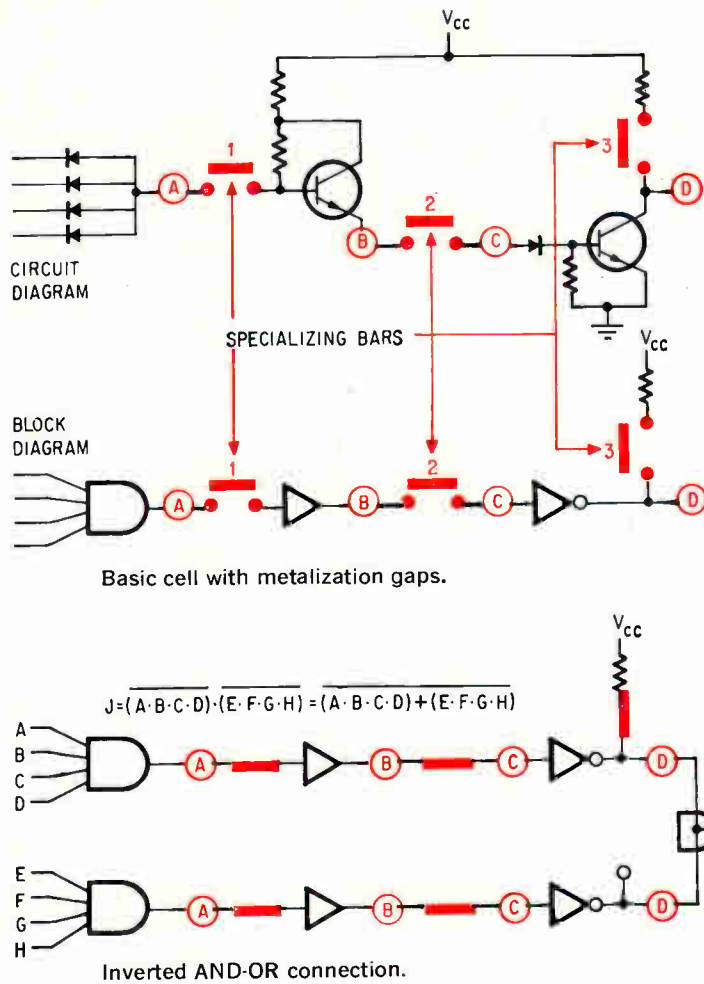 VCC
1
3
A
2
D
B
C
CIRCUIT
DIAGRAM
SPECIALIZING BARS
VCC
BLOCK
DIAGRAM
1
2
3
A
B
C
D
Basic cell with metalization gaps.
VCC
J=(A·B·C·D)·(E·F·G·H)=(A·B·C·D)+(E·F·G·H)
A
B
C
D
A
B
C
D
E
F
G
H
A
B
C
D
Inverted AND-OR connection.